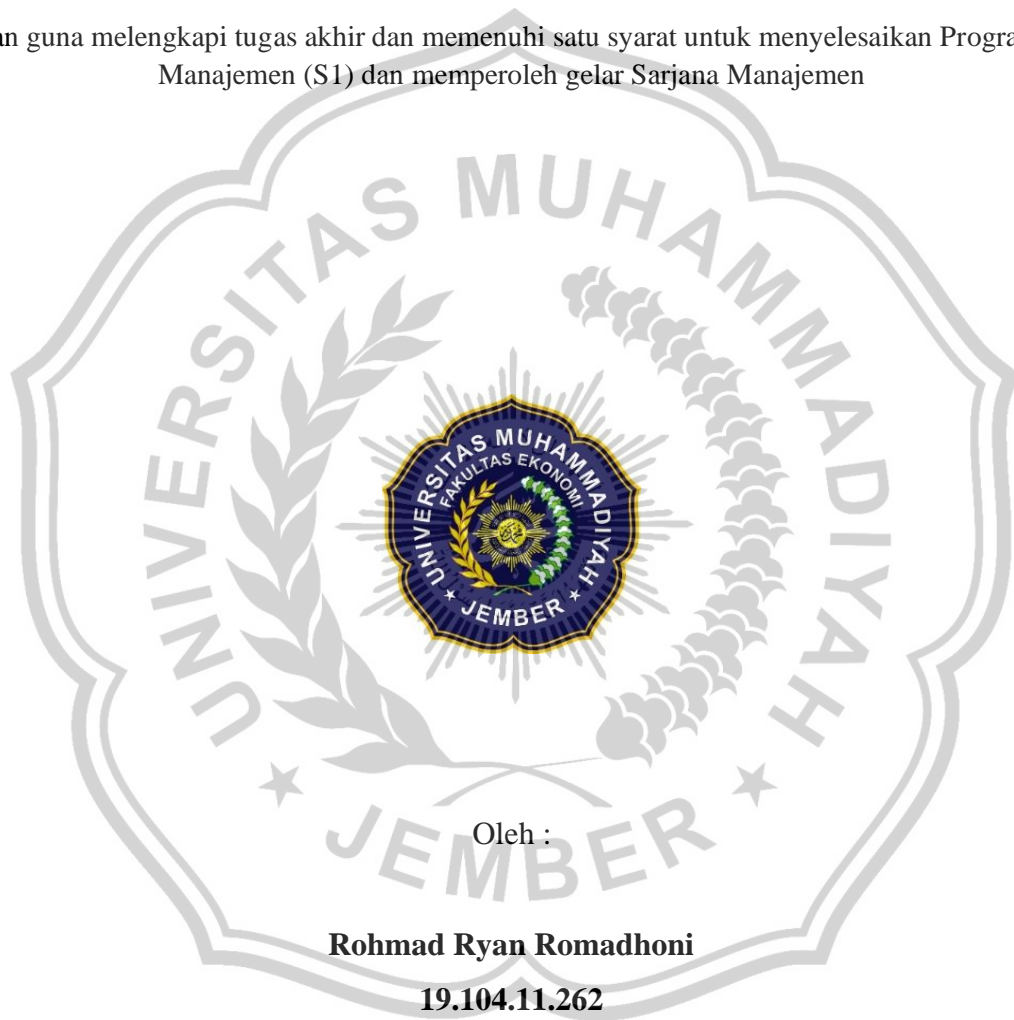 an guna melengkapi tugas akhir dan memenuhi satu syarat untuk menyelesaikan Progra
Manajemen (S1) dan memperoleh gelar Sarjana Manajemen
UNIVERSITAS MUHAMMADIYAH
UNIVERSITAS MUHAMMADIYAH
FAKULTAS EKONOMI
JEMBER
Oleh :
JEMBER
Rohmad Ryan Romadhoni
19.104.11.262